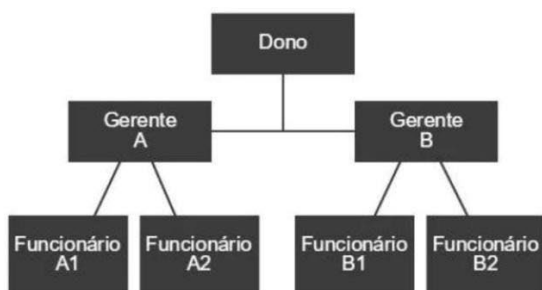 Dono
Gerente
A
Gerente
B
Funcionário
A1
Funcionário
A2
Funcionário
B1
Funcionário
B2